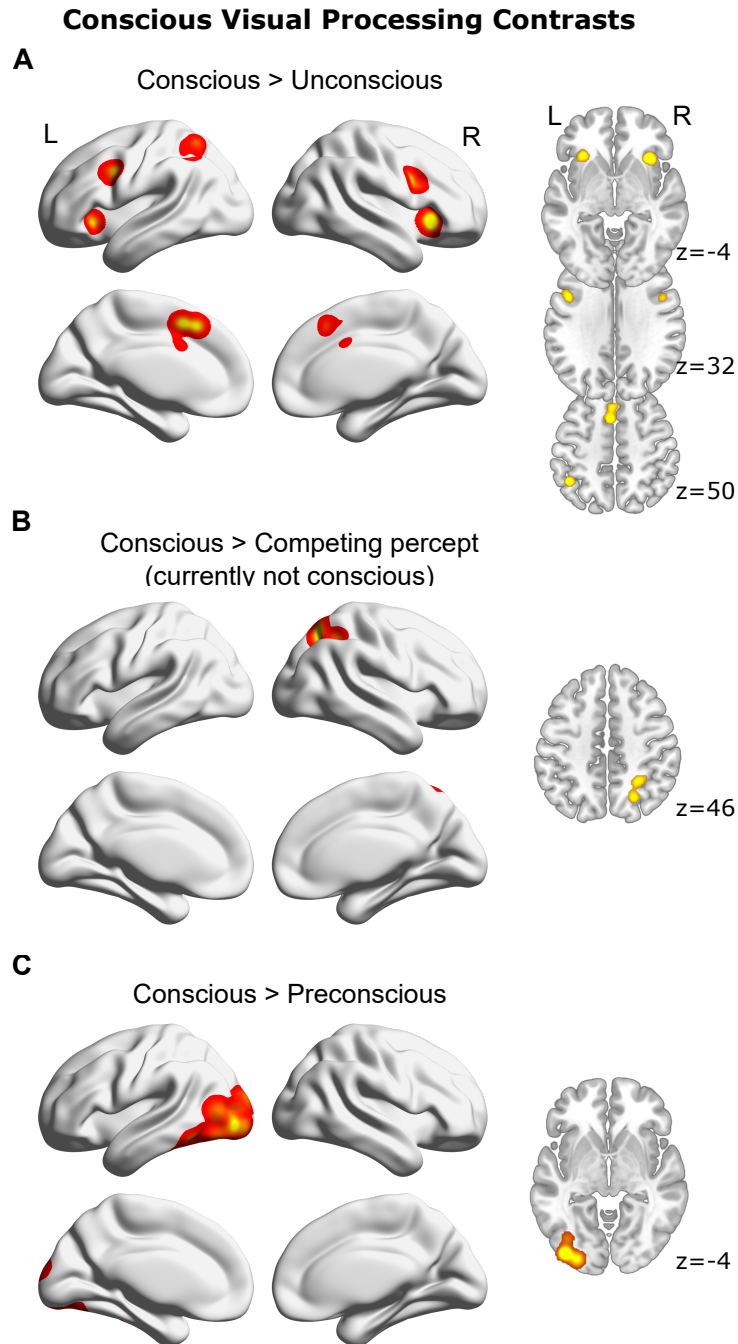 Conscious Visual Processing Contrasts
A
Conscious > Unconscious
L
R
L R
z=-4
z=32
z=50
B
Conscious > Competing percept
(currently not conscious)
z=46
C
Conscious > Preconscious
z=-4